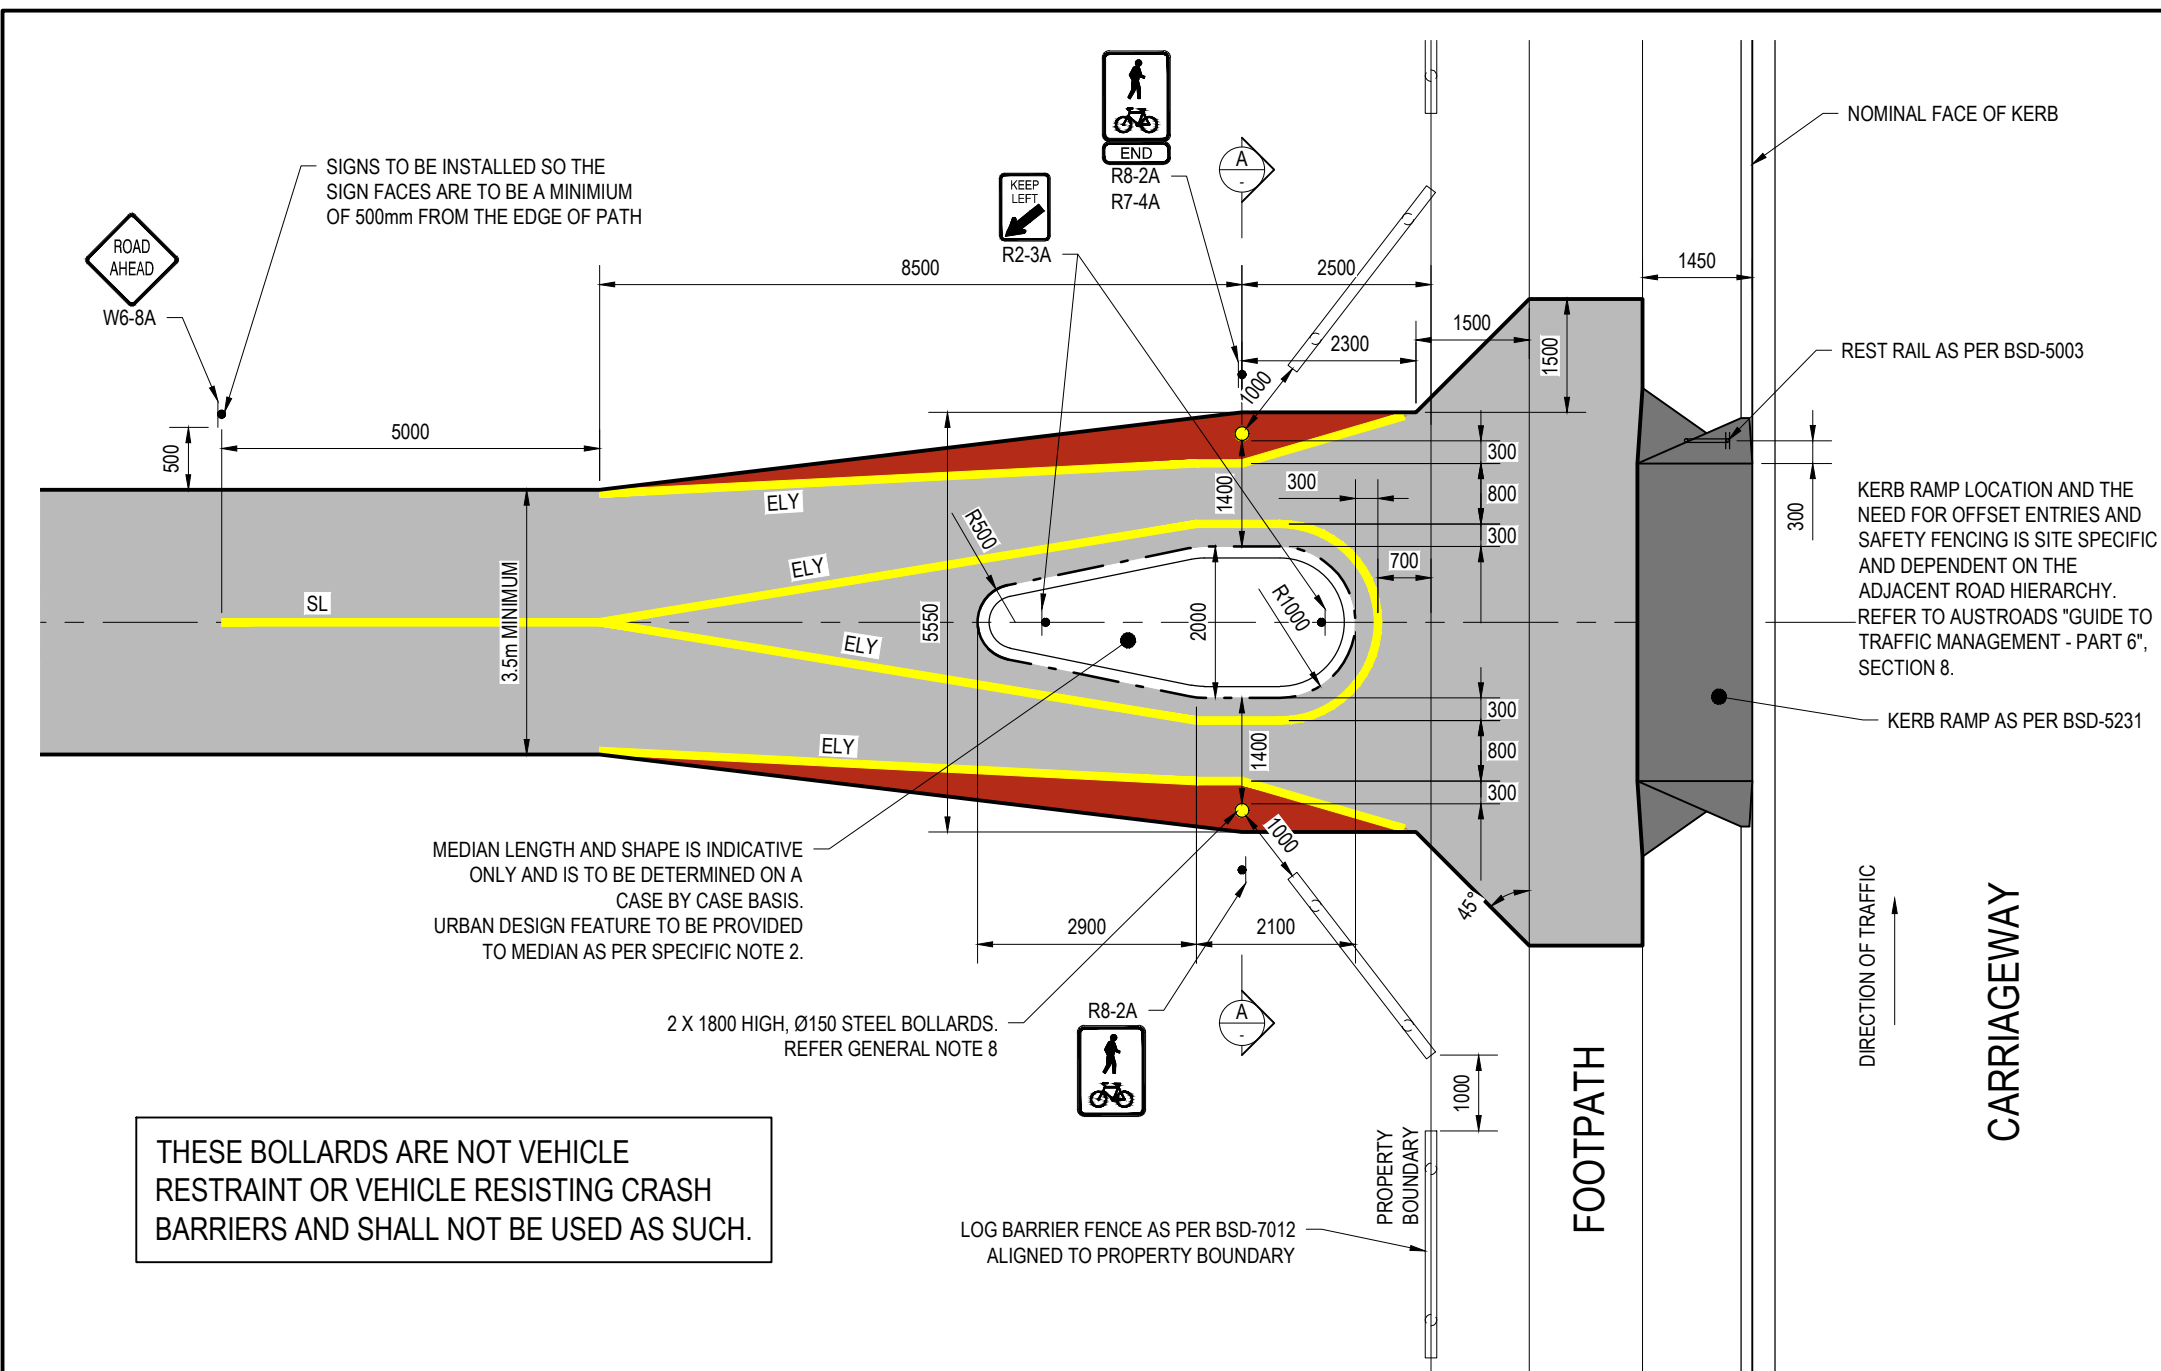 NOMINAL FACE OF KERB
END
R8-2A
R7-4A
SIGNS TO BE INSTALLED SO THE
SIGN FACES ARE TO BE A MINIMIUM
OF 500mm FROM THE EDGE OF PATH
A
-
KEEP
LEFT
R2-3A
ROAD
AHEAD
W6-8A
8500
2500
1450
1500
2300
1500
REST RAIL AS PER BSD-5003
1000
5000
500
300
300
800
300
1400
300
700
300
ELY
R500
ELY
SL
3.5m MINIMUM
5550
2000
R1000
ELY
ELY
KERB RAMP LOCATION AND THE
NEED FOR OFFSET ENTRIES AND
SAFETY FENCING IS SITE SPECIFIC
AND DEPENDENT ON THE
ADJACENT ROAD HIERARCHY.
REFER TO AUSTROADS "GUIDE TO
TRAFFIC MANAGEMENT - PART 6",
SECTION 8.
KERB RAMP AS PER BSD-5231
300
800
300
1400
1000
MEDIAN LENGTH AND SHAPE IS INDICATIVE
ONLY AND IS TO BE DETERMINED ON A
CASE BY CASE BASIS.
URBAN DESIGN FEATURE TO BE PROVIDED
TO MEDIAN AS PER SPECIFIC NOTE 2.
2900
2100
45°
DIRECTION OF TRAFFIC
CARRIAGEWAY
2 X 1800 HIGH, Ø150 STEEL BOLLARDS.
REFER GENERAL NOTE 8
R8-2A
A
-
1000
FOOTPATH
PROPERTY
BOUNDARY
THESE BOLLARDS ARE NOT VEHICLE
RESTRAINT OR VEHICLE RESISTING CRASH
BARRIERS AND SHALL NOT BE USED AS SUCH.
LOG BARRIER FENCE AS PER BSD-7012
ALIGNED TO PROPERTY BOUNDARY